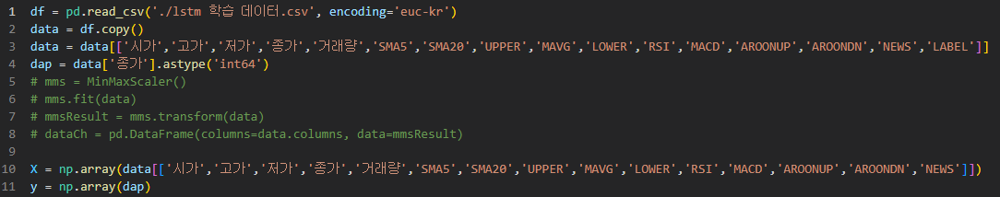 1 df = pd.read_csv('./lstm 학습 데이터.csv', encoding='euc-kr')
2 data = df.copy()
3 data = data[['시가','고가','저가','종가','거래량','SMA5','SMA20','UPPER','MAVG','LOWER','RSI','MACD','AROONUP','AROONDN','NEWS','LABEL']]
4 dap = data['종가'].astype('int64')
5 # mms = MinMaxScaler()
6 # mms.fit(data)
7 # mmsResult = mms.transform(data)
8 # dataCh = pd.DataFrame(columns=data.columns, data=mmsResult)
9
10 X = np.array(data[['시가','고가','저가','종가','거래량','SMA5','SMA20','UPPER','MAVG','LOWER','RSI','MACD','AROONUP','AROONDN','NEWS']])
11 y = np.array(dap)